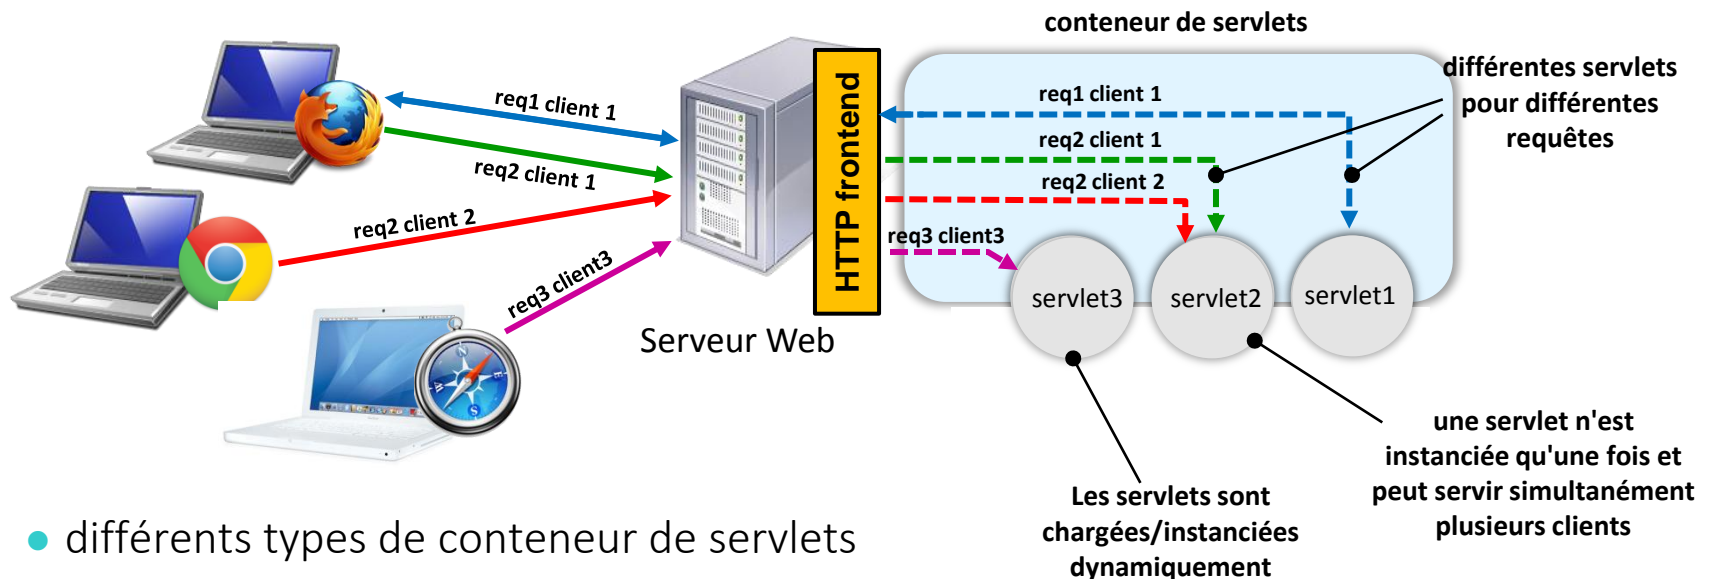 conteneur de servlets
différentes servlets
pour différentes
requêtes
req1 client 1
req2 client 1
req2 client 2
req3 client3
HTTP frontend
req1 client 1
req2 client 1
req2 client 2
req3 client3
servlet3
servlet2
servlet1
Serveur Web
une servlet n'est
instanciée qu'une fois et
peut servir simultanément
plusieurs clients
Les servlets sont
chargées/instanciées
dynamiquement
• différents types de conteneur de servlets